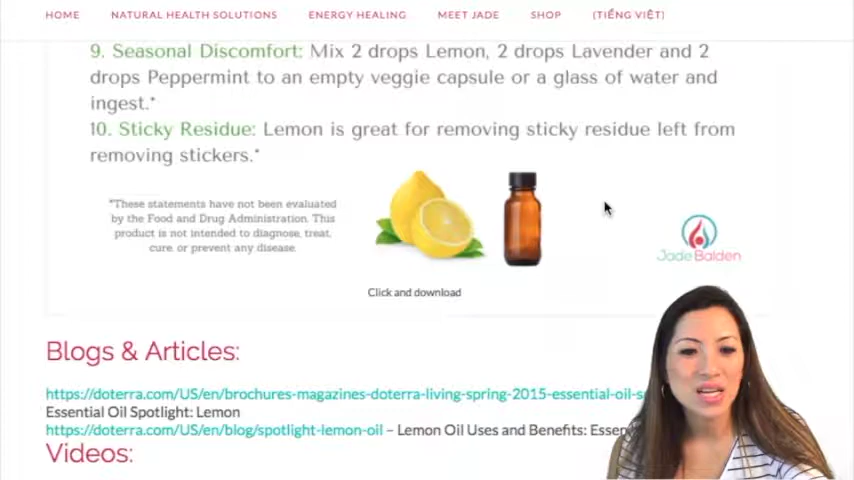 HOME NATURAL HEALTH SOLUTIONS ENERGY HEALING MEET JADE SHOP (TIẾNG VIỆT)
9. Seasonal Discomfort: Mix 2 drops Lemon, 2 drops Lavender and 2
drops Peppermint to an empty veggie capsule or a glass of water and
ingest.*
10. Sticky Residue: Lemon is great for removing sticky residue left from
removing stickers.*
*These statements have not been evaluated
by the Food and Drug Administration. This
product is not intended to diagnose, treat,
cure, or prevent any disease.
Jade Balden
Click and download
Blogs & Articles:
https://doterra.com/US/en/brochures-magazines-doterra-living-spring-2015-essential-oil-s
Essential Oil Spotlight: Lemon
https://doterra.com/US/en/blog/spotlight-lemon-oil – Lemon Oil Uses and Benefits:
Videos: